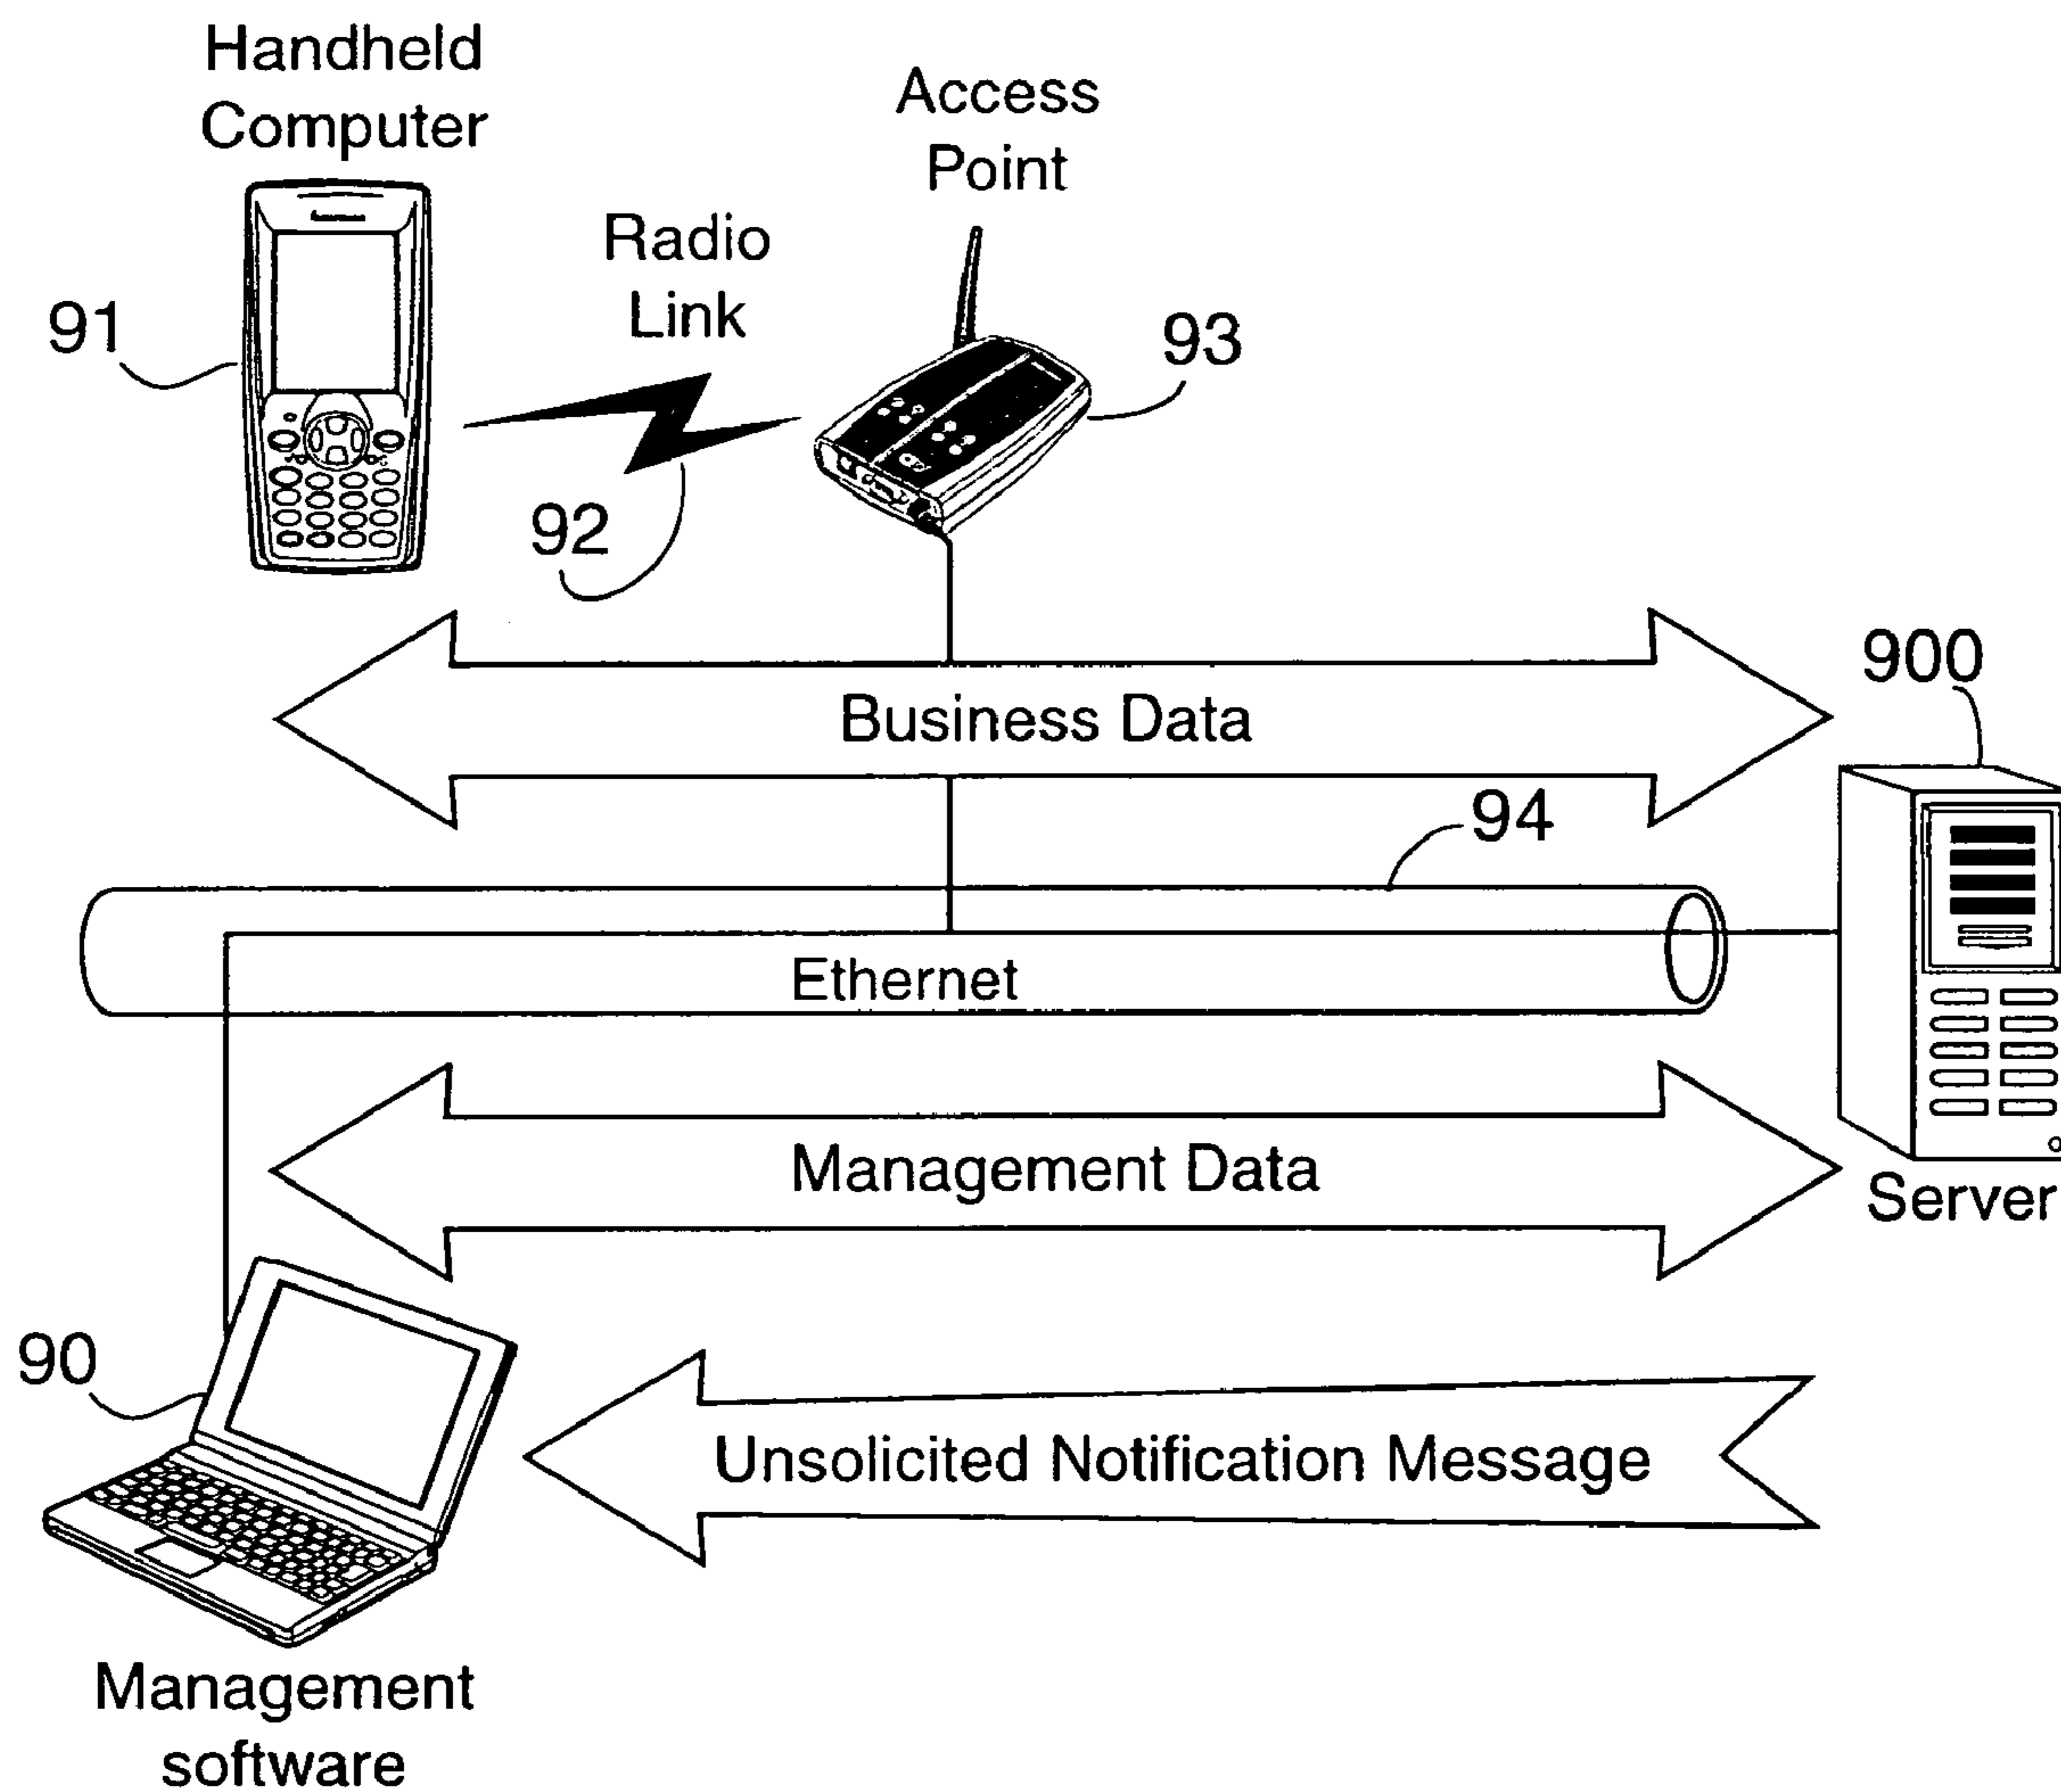 Handheld
Computer
Access
Point
Radio
Link
91
93
92
Business Data
900
94
Ethernet
Management Data
Server
90
Unsolicited Notification Message
Management
software